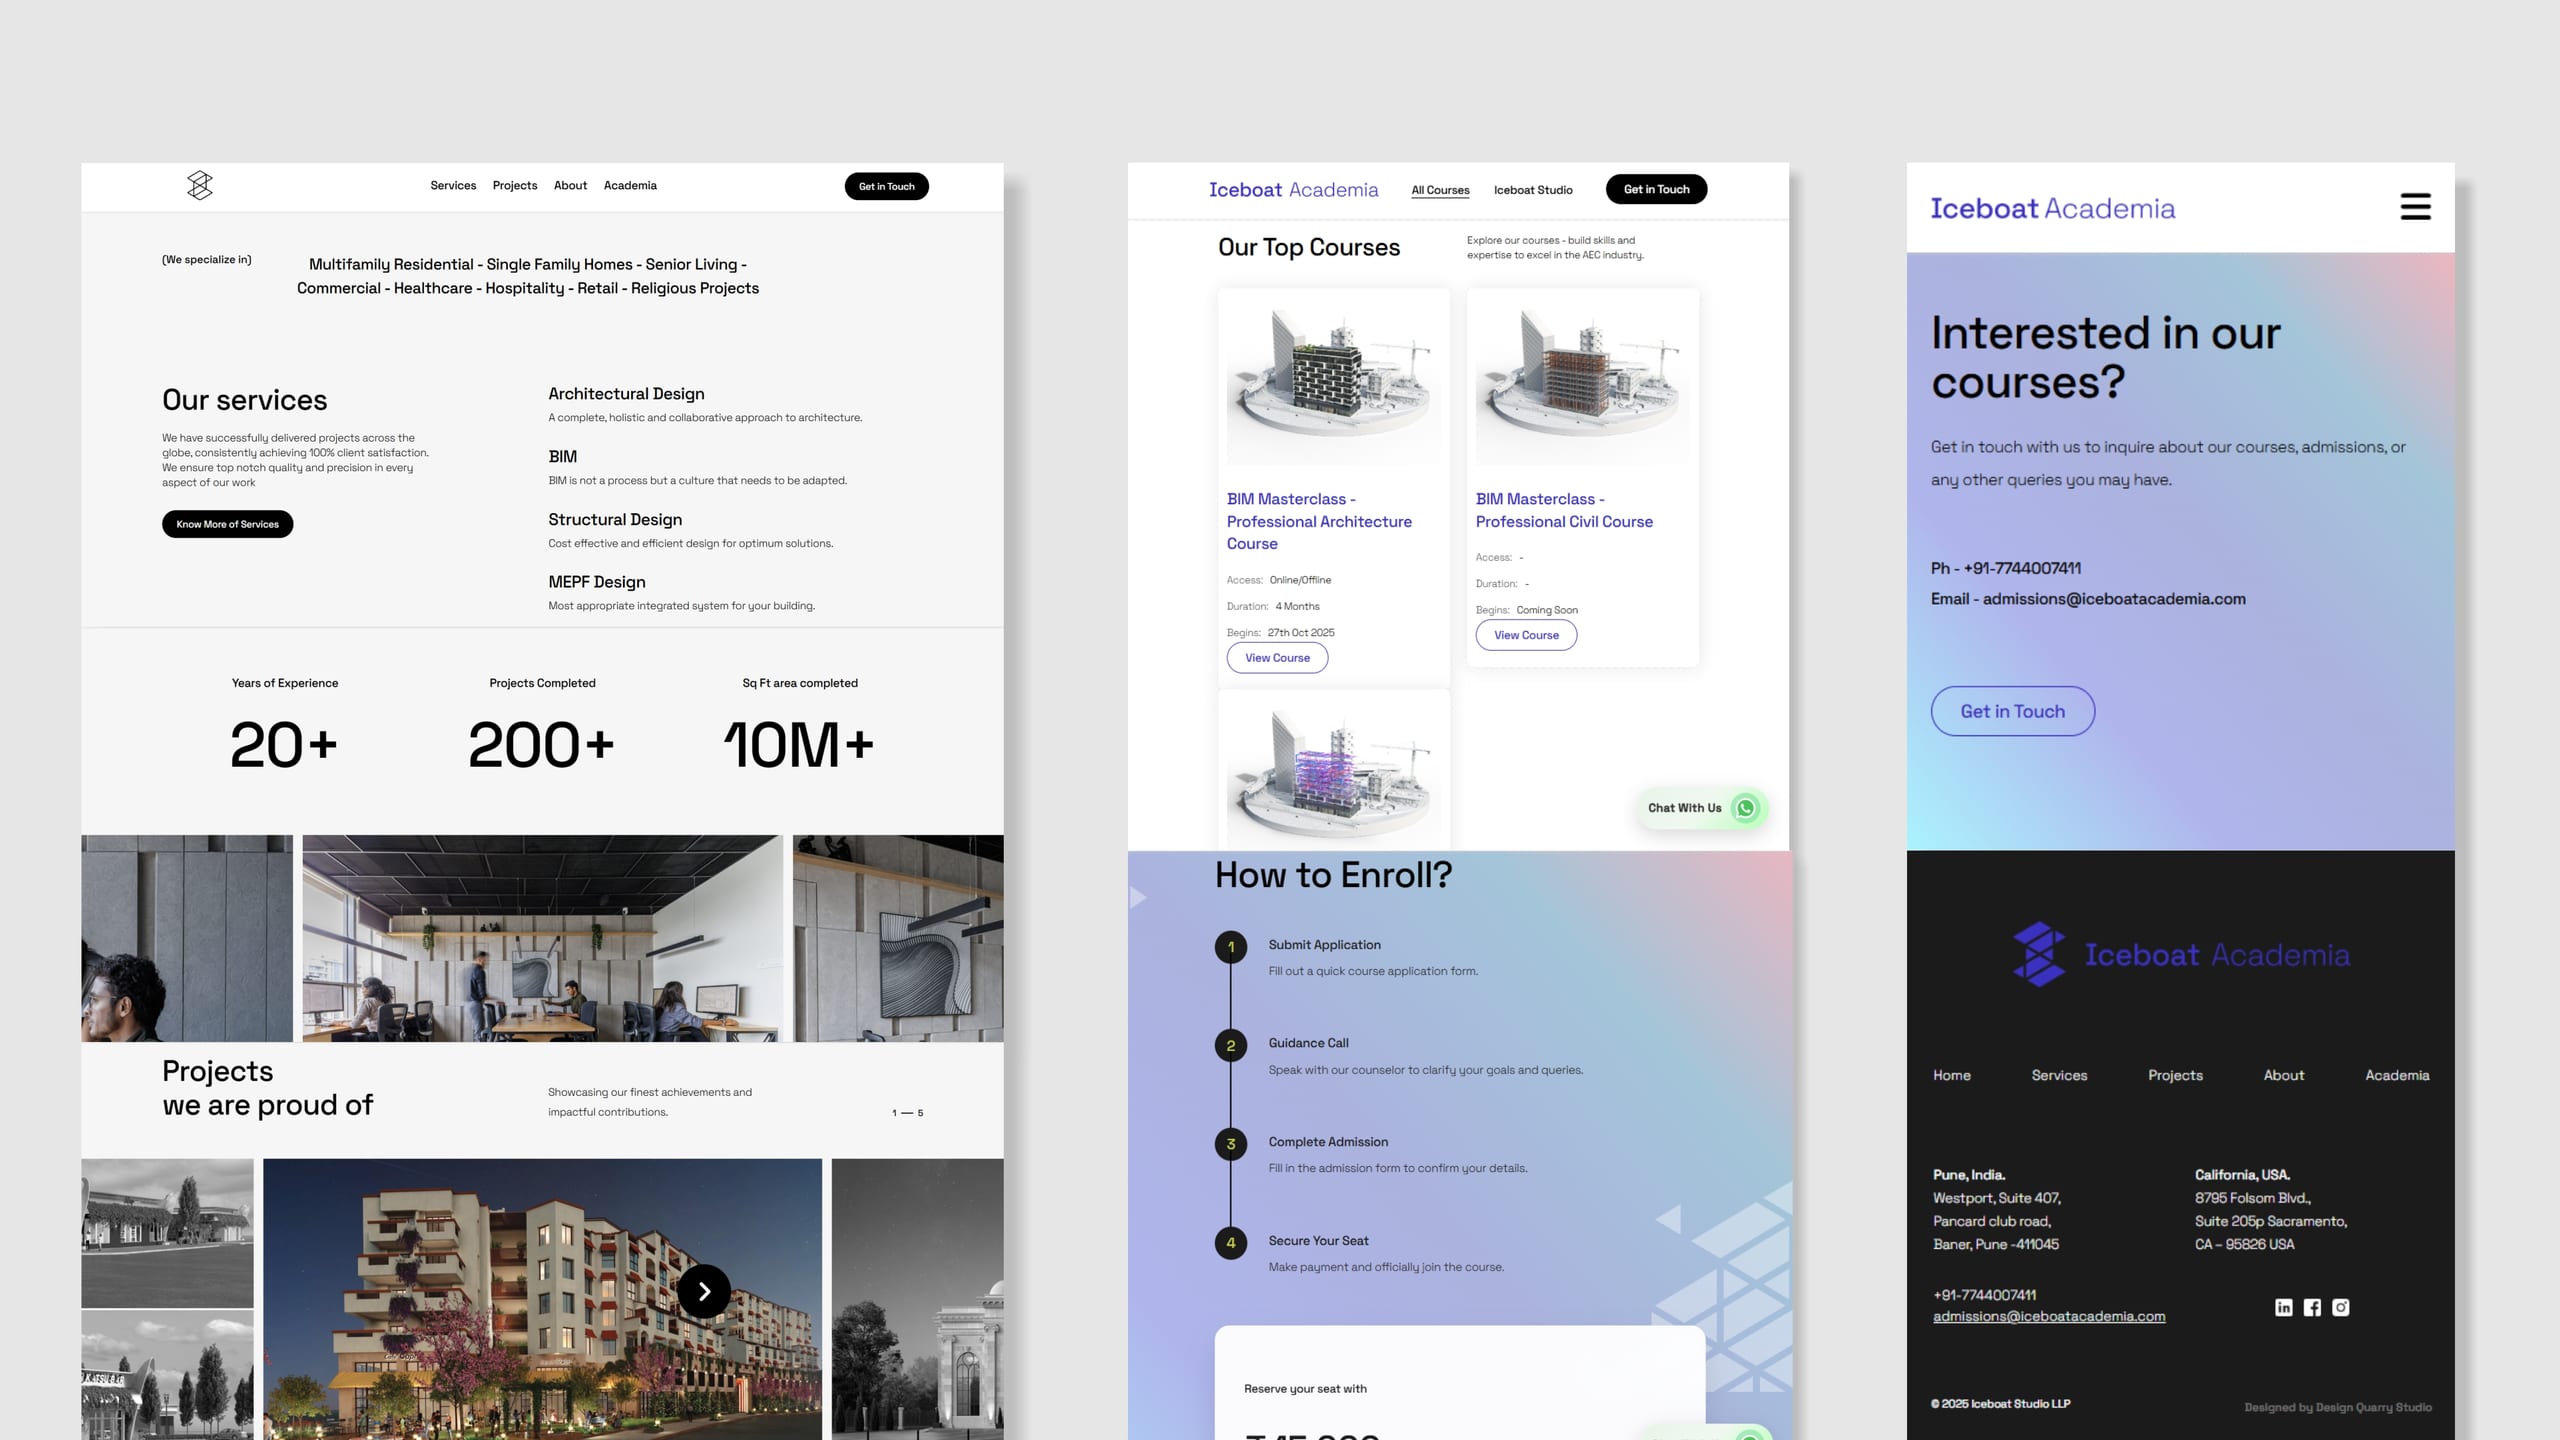 Services Projects About Academia Get in Touch
(We specialize in)
Multifamily Residential - Single Family Homes - Senior Living -
Commercial - Healthcare - Hospitality - Retail - Religious Projects
Our services
We have successfully delivered projects across the
globe, consistently achieving 100% client satisfaction.
We ensure top notch quality and precision in every
aspect of our work
Know More of Services
Architectural Design
A complete, holistic and collaborative approach to architecture.
BIM
BIM is not a process but a culture that needs to be adapted.
Structural Design
Cost effective and efficient design for optimum solutions.
MEPF Design
Most appropriate integrated system for your building.
Years of Experience
20+
Projects Completed
200+
Sq Ft area completed
10M+
Projects
we are proud of
Showcasing our finest achievements and
impactful contributions.
1 — 5
Iceboat Academia All Courses Iceboat Studio Get in Touch
Our Top Courses
Explore our courses - build skills and
expertise to excel in the AEC industry.
BIM Masterclass -
Professional Architecture
Course
Access: Online/Offline
Duration: 4 Months
Begins: 27th Oct 2025
View Course
BIM Masterclass -
Professional Civil Course
Access: -
Duration: -
Begins: Coming Soon
View Course
Chat With Us
How to Enroll?
1 Submit Application
Fill out a quick course application form.
2 Guidance Call
Speak with our counselor to clarify your goals and queries.
3 Complete Admission
Fill in the admission form to confirm your details.
4 Secure Your Seat
Make payment and officially join the course.
Reserve your seat with
Iceboat Academia
Interested in our
courses?
Get in touch with us to inquire about our courses, admissions, or
any other queries you may have.
Ph - +91-7744007411
Email - admissions@iceboatacademia.com
Get in Touch
Iceboat Academia
Home Services Projects About Academia
Pune, India.
Westport, Suite 407,
Pancard club road,
Baner, Pune -411045
California, USA.
8795 Folsom Blvd.,
Suite 205p Sacramento,
CA – 95826 USA
+91-7744007411
admissions@iceboatacademia.com
© 2025 Iceboat Studio LLP
Designed by Design Quarry Studio